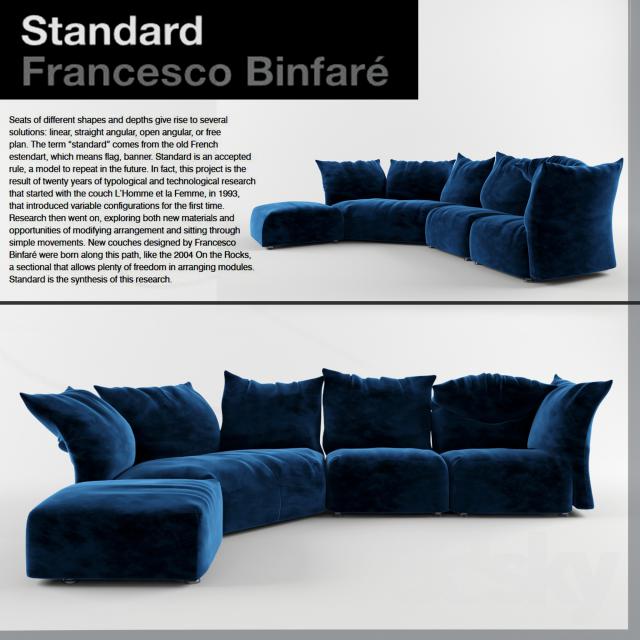 Standard
Francesco Binfaré
Seats of different shapes and depths give rise to several
solutions: linear, straight angular, open angular, or free
plan. The term “standard” comes from the old French
estendart, which means flag, banner. Standard is an accepted
rule, a model to repeat in the future. In fact, this project is the
result of twenty years of typological and technological research
that started with the couch L’Homme et la Femme, in 1993,
that introduced variable configurations for the first time.
Research then went on, exploring both new materials and
opportunities of modifying arrangement and sitting through
simple movements. New couches designed by Francesco
Binfaré were born along this path, like the 2004 On the Rocks,
a sectional that allows plenty of freedom in arranging modules.
Standard is the synthesis of this research.